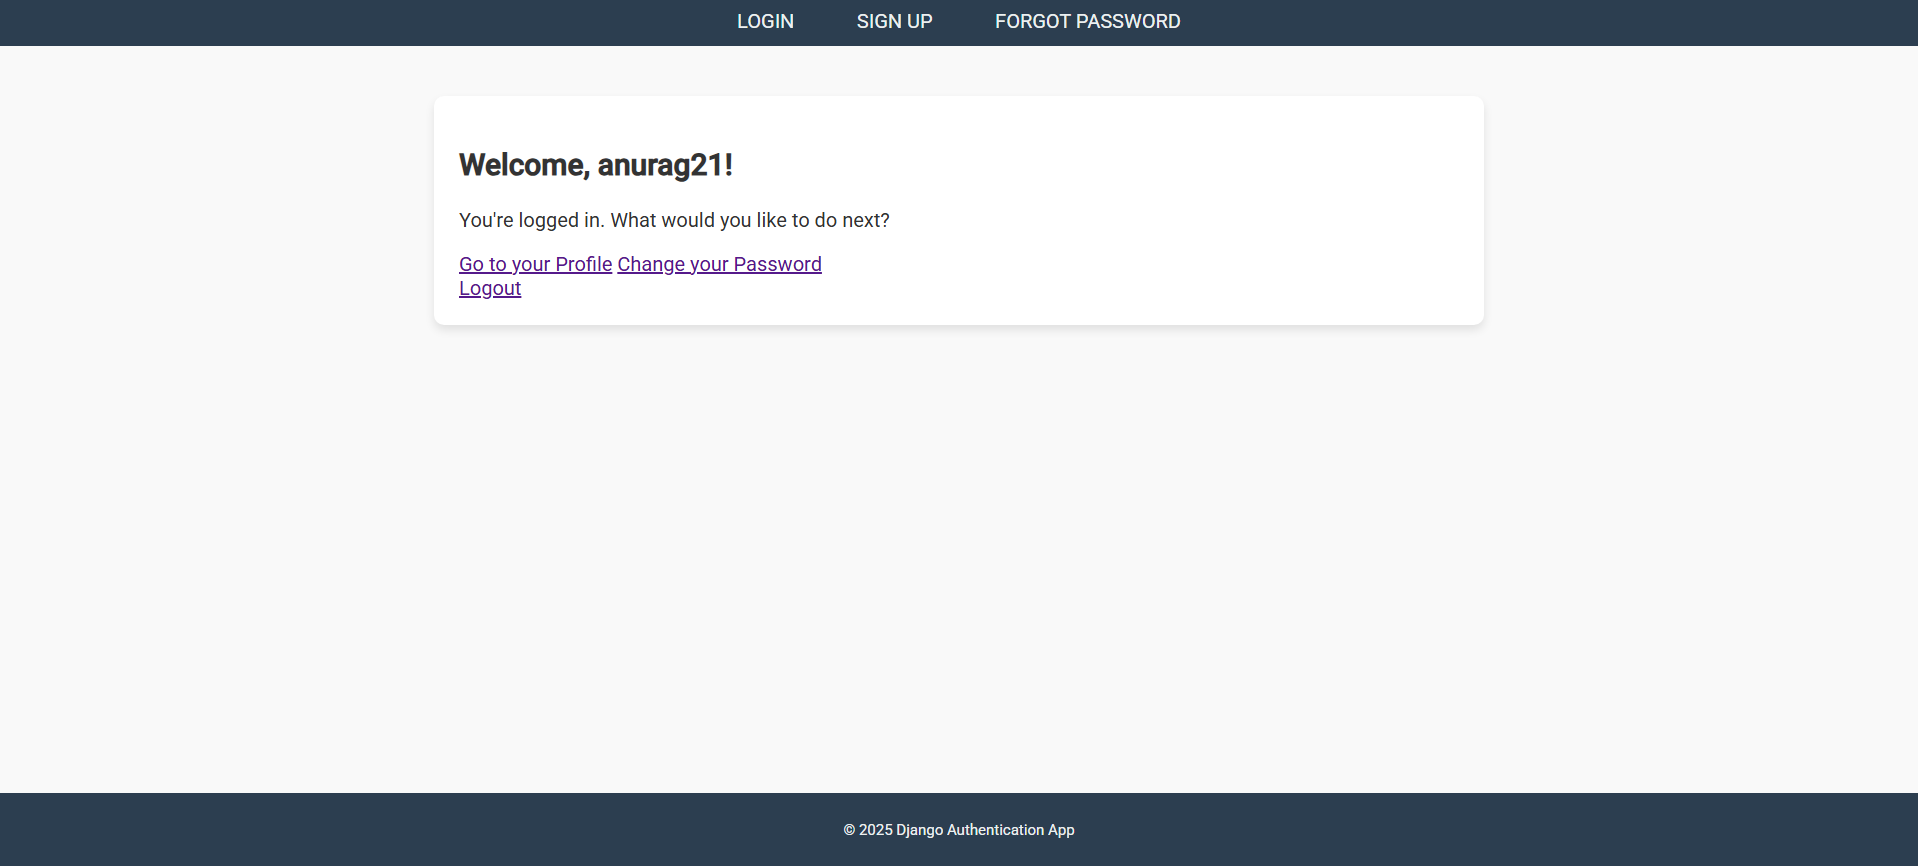 LOGIN SIGN UP FORGOT PASSWORD
Welcome, anurag21!
You're logged in. What would you like to do next?
Go to your Profile Change your Password
Logout
© 2025 Django Authentication App